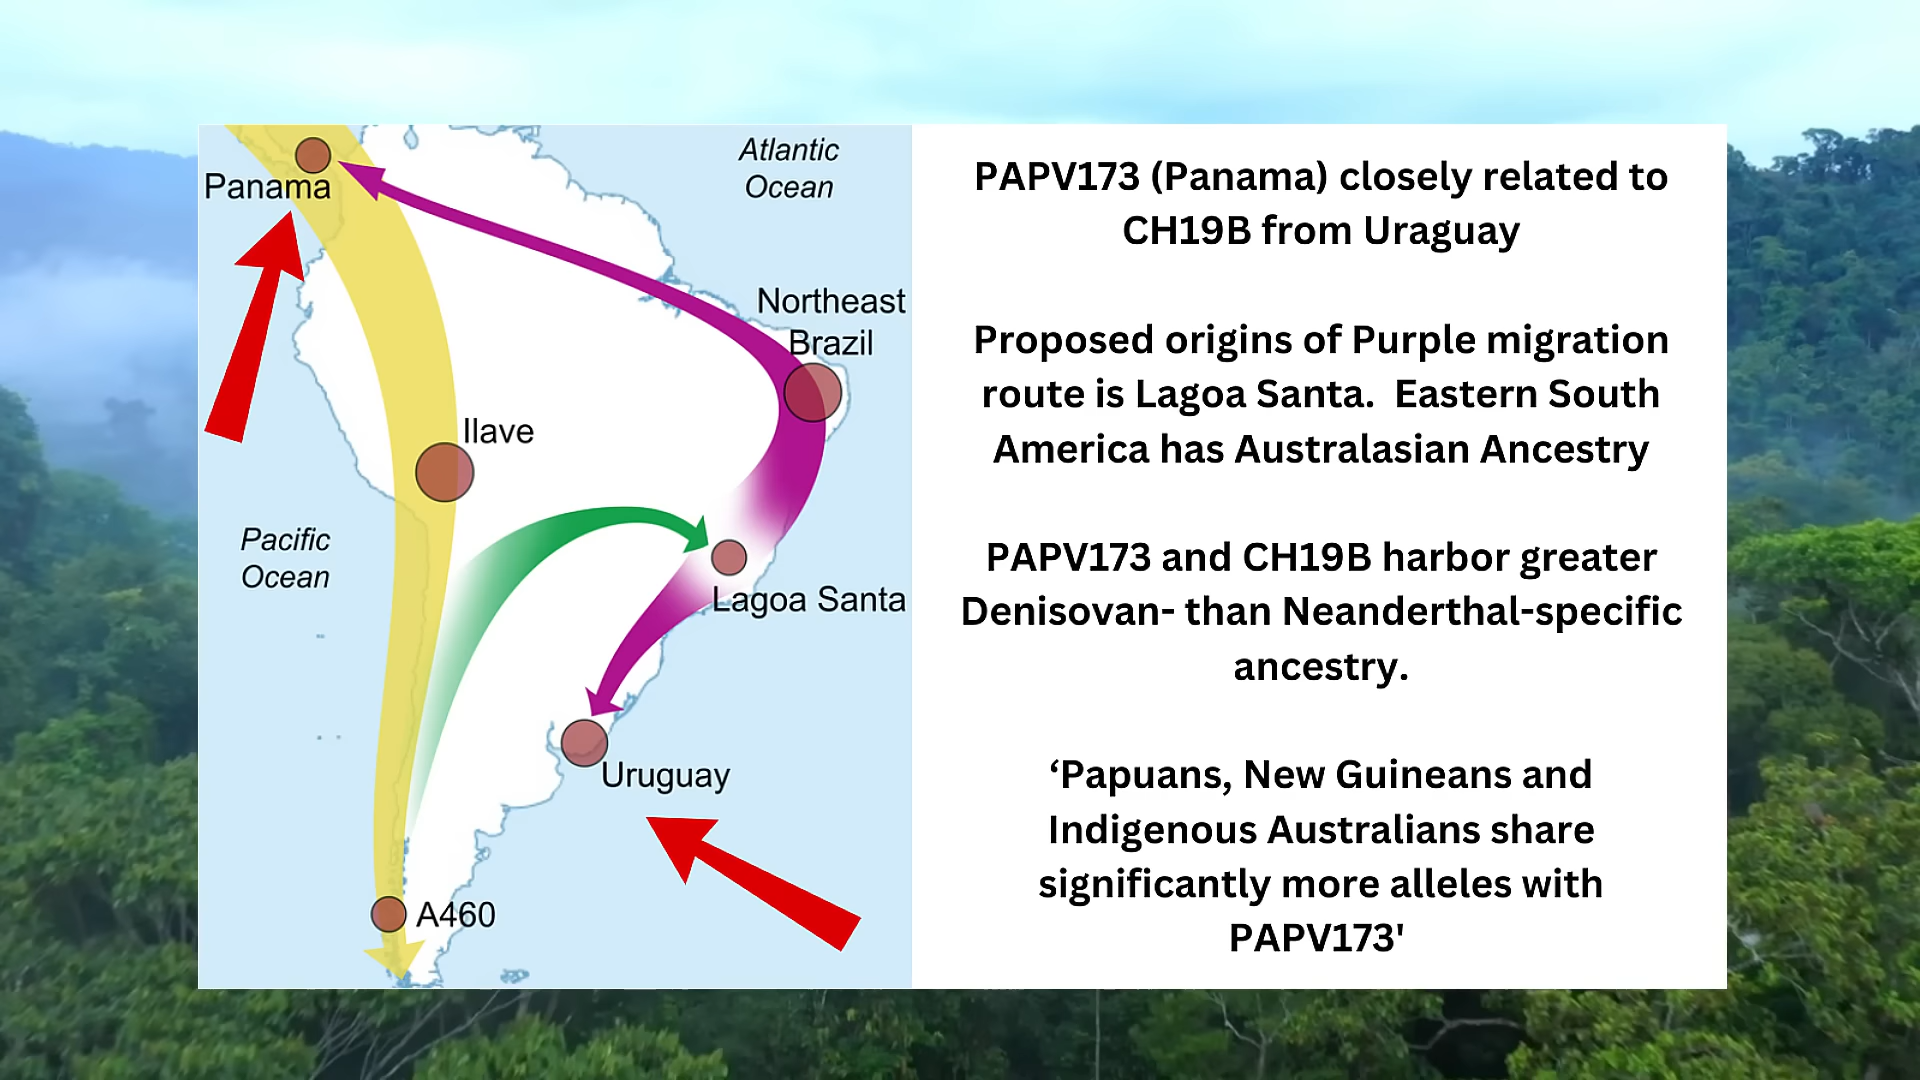 Atlantic
Ocean
Panama
Northeast
Brazil
Ilave
Pacific
Ocean
Lagoa Santa
Uruguay
A460
PAPV173 (Panama) closely related to
CH19B from Uraguay
Proposed origins of Purple migration
route is Lagoa Santa.  Eastern South
America has Australasian Ancestry
PAPV173 and CH19B harbor greater
Denisovan- than Neanderthal-specific
ancestry.
‘Papuans, New Guineans and
Indigenous Australians share
significantly more alleles with
PAPV173'